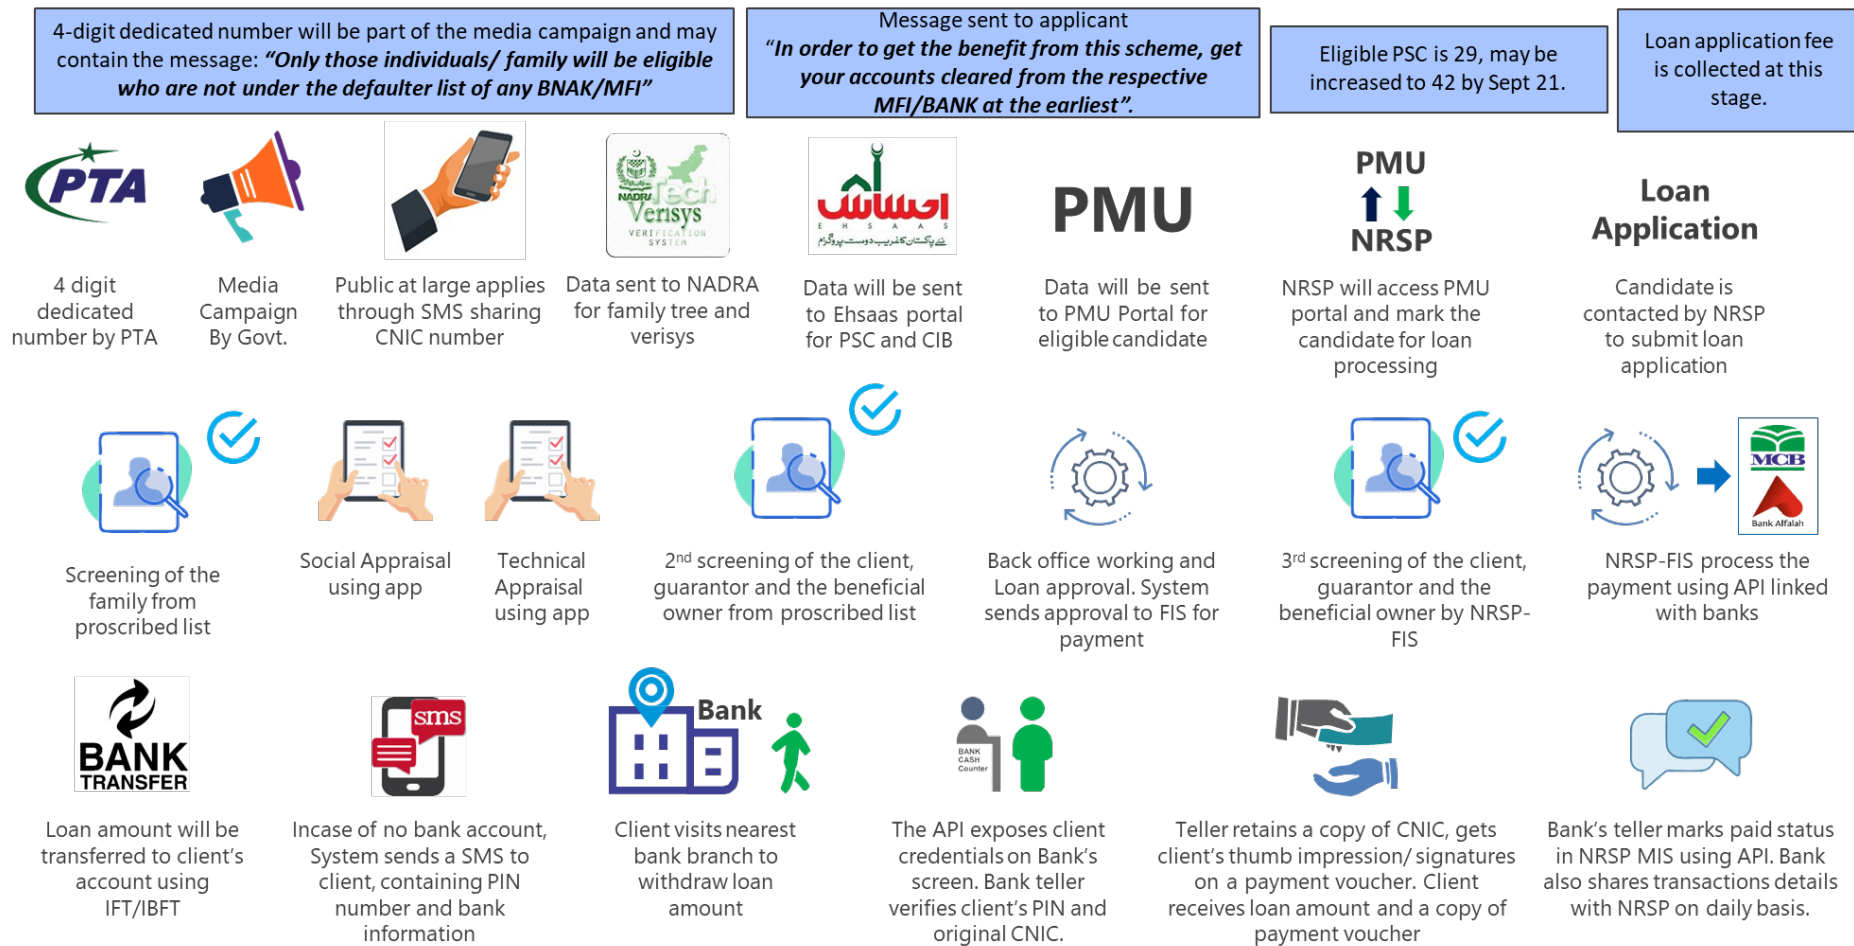 4-digit dedicated number will be part of the media campaign and may
contain the message: “Only those individuals/ family will be eligible
who are not under the defaulter list of any BNAK/MFI”
Message sent to applicant
“In order to get the benefit from this scheme, get
your accounts cleared from the respective
MFI/BANK at the earliest”.
Eligible PSC is 29, may be
increased to 42 by Sept 21.
Loan application fee
is collected at this
stage.
PTA
NADRA
Tech
Verisys
VERIFICATION
SYSTEM
احساس
EHSAAS
نئے پاکستان کا غریب دوست پروگرام
PMU
PMU
NRSP
Loan
Application
4 digit
dedicated
number by PTA
Media
Campaign
By Govt.
Public at large applies
through SMS sharing
CNIC number
Data sent to NADRA
for family tree and
verisys
Data will be sent
to Ehsaas portal
for PSC and CIB
Data will be sent
to PMU Portal for
eligible candidate
NRSP will access PMU
portal and mark the
candidate for loan
processing
Candidate is
contacted by NRSP
to submit loan
application
MCB
Bank Alfalah
Screening of the
family from
proscribed list
Social Appraisal
using app
Technical
Appraisal
using app
2nd screening of the client,
guarantor and the beneficial
owner from proscribed list
Back office working and
Loan approval. System
sends approval to FIS for
payment
3rd screening of the client,
guarantor and the
beneficial owner by NRSP-
FIS
NRSP-FIS process the
payment using API linked
with banks
BANK
TRANSFER
sms
Bank
BANK
CASH
Counter
Loan amount will be
transferred to client’s
account using
IFT/IBFT
Incase of no bank account,
System sends a SMS to
client, containing PIN
number and bank
information
Client visits nearest
bank branch to
withdraw loan
amount
The API exposes client
credentials on Bank’s
screen. Bank teller
verifies client’s PIN and
original CNIC.
Teller retains a copy of CNIC, gets
client’s thumb impression/ signatures
on a payment voucher. Client
receives loan amount and a copy of
payment voucher
Bank’s teller marks paid status
in NRSP MIS using API. Bank
also shares transactions details
with NRSP on daily basis.